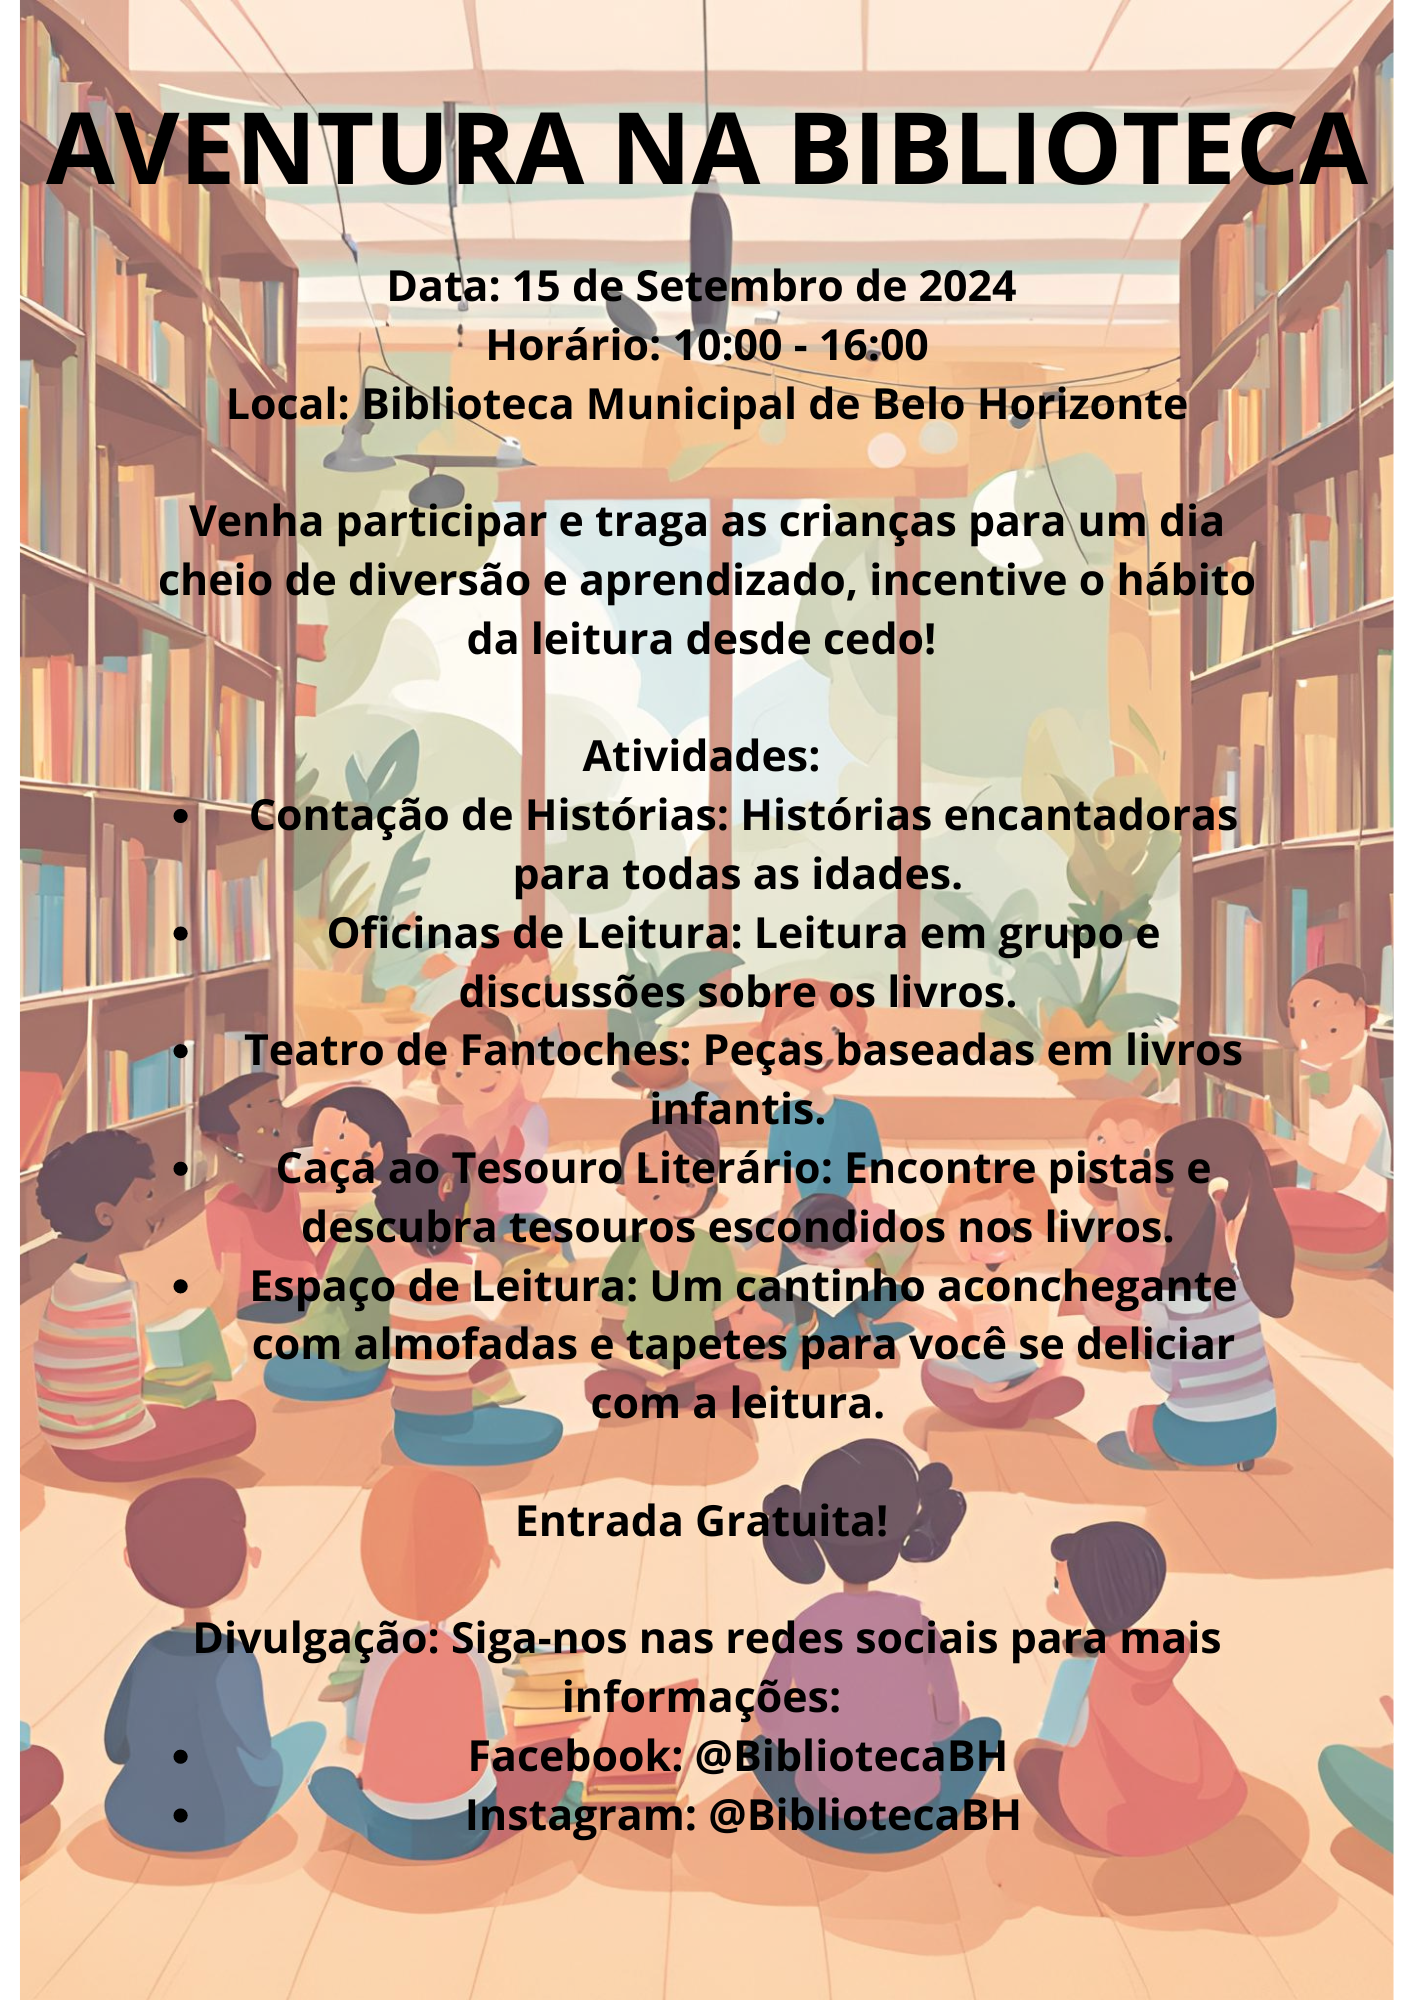 AVENTURA NA BIBLIOTECA
Data: 15 de Setembro de 2024
Horário: 10:00 - 16:00
Local: Biblioteca Municipal de Belo Horizonte
Venha participar e traga as crianças para um dia
cheio de diversão e aprendizado, incentive o hábito
da leitura desde cedo!
Atividades:
• Contação de Histórias: Histórias encantadoras
para todas as idades.
• Oficinas de Leitura: Leitura em grupo e
discussões sobre os livros.
• Teatro de Fantoches: Peças baseadas em livros
infantis.
• Caça ao Tesouro Literário: Encontre pistas e
descubra tesouros escondidos nos livros.
• Espaço de Leitura: Um cantinho aconchegante
com almofadas e tapetes para você se deliciar
com a leitura.
Entrada Gratuita!
Divulgação: Siga-nos nas redes sociais para mais
informações:
• Facebook: @BibliotecaBH
• Instagram: @BibliotecaBH